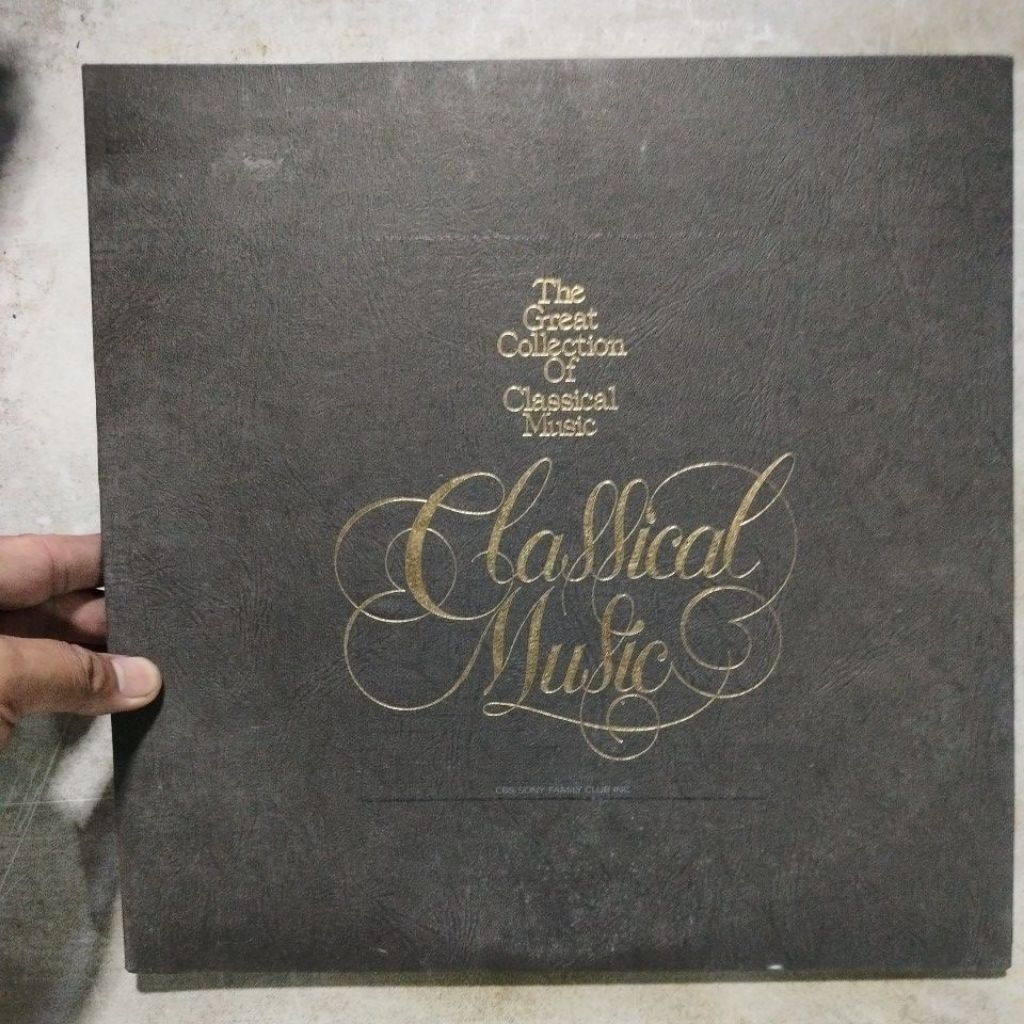 The
Great
Collection
Of
Classical
Music
Classical
Music
CBS/SONY FAMILY CLUB INC.